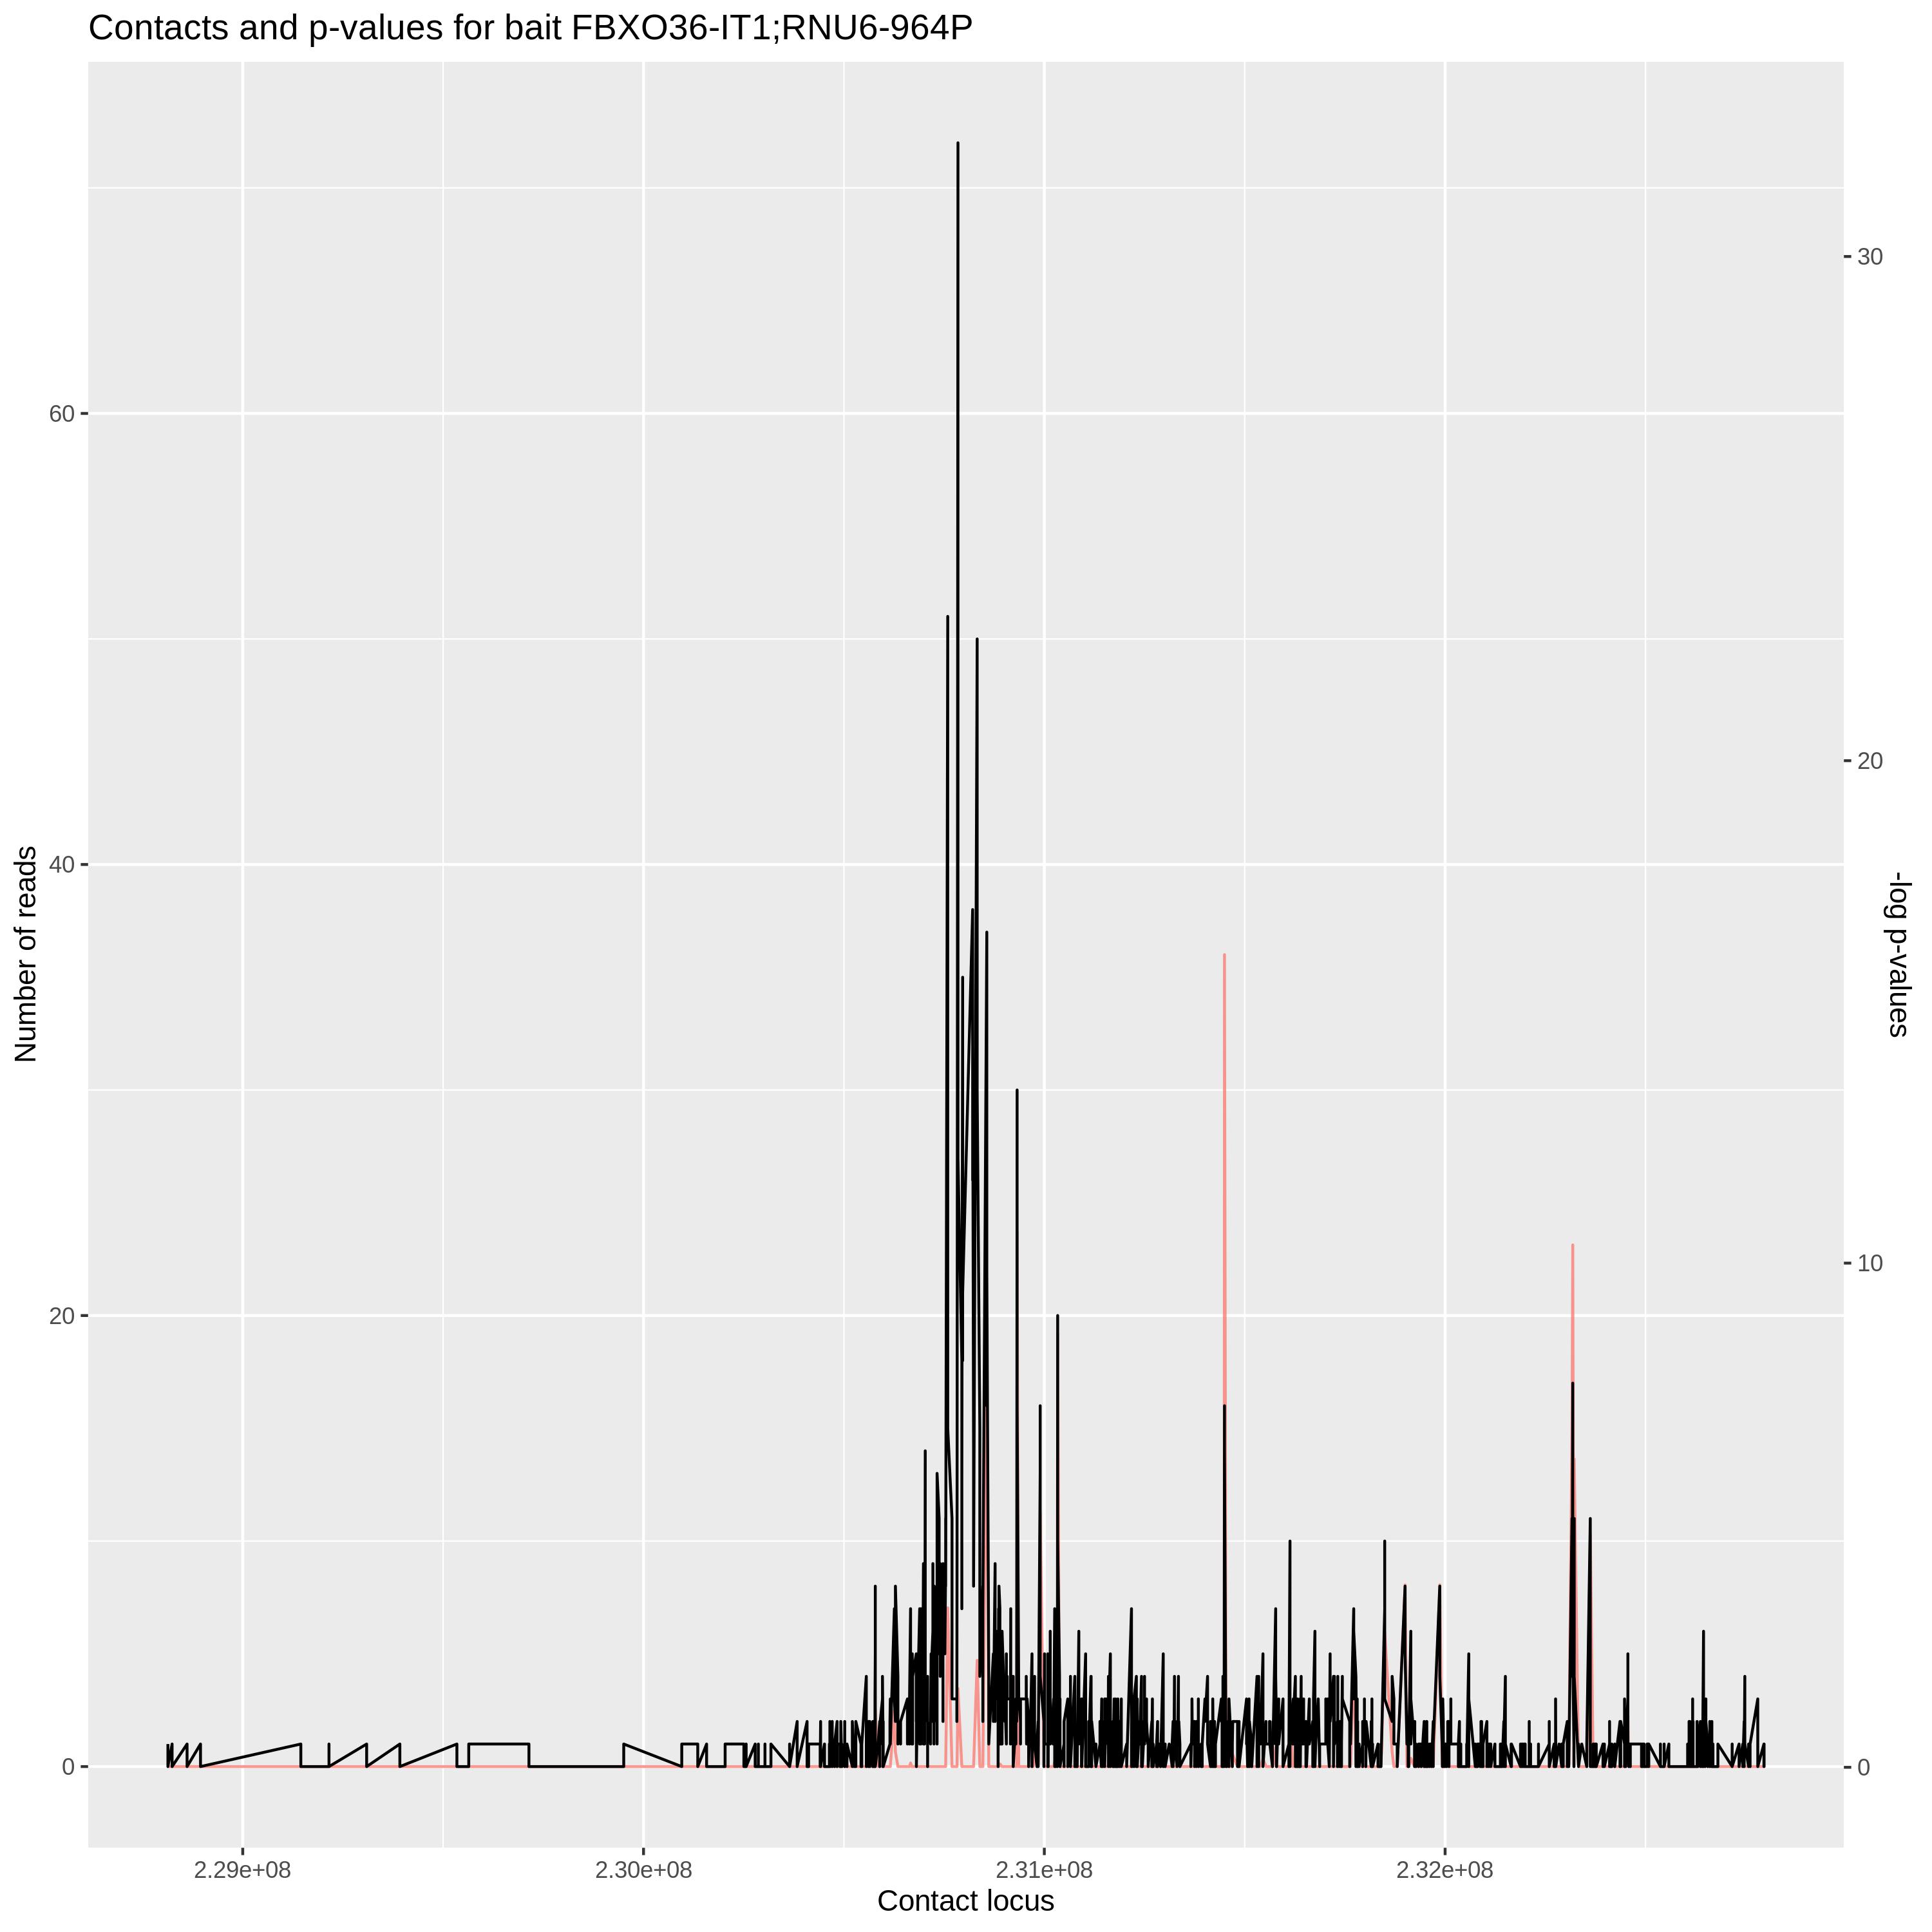 Contacts and p-values for bait FBXO36-IT1;RNU6-964P
Number of reads
60
40
20
0
30
20
10
0
-log p-values
2.29e+08 2.30e+08 2.31e+08 2.32e+08
Contact locus